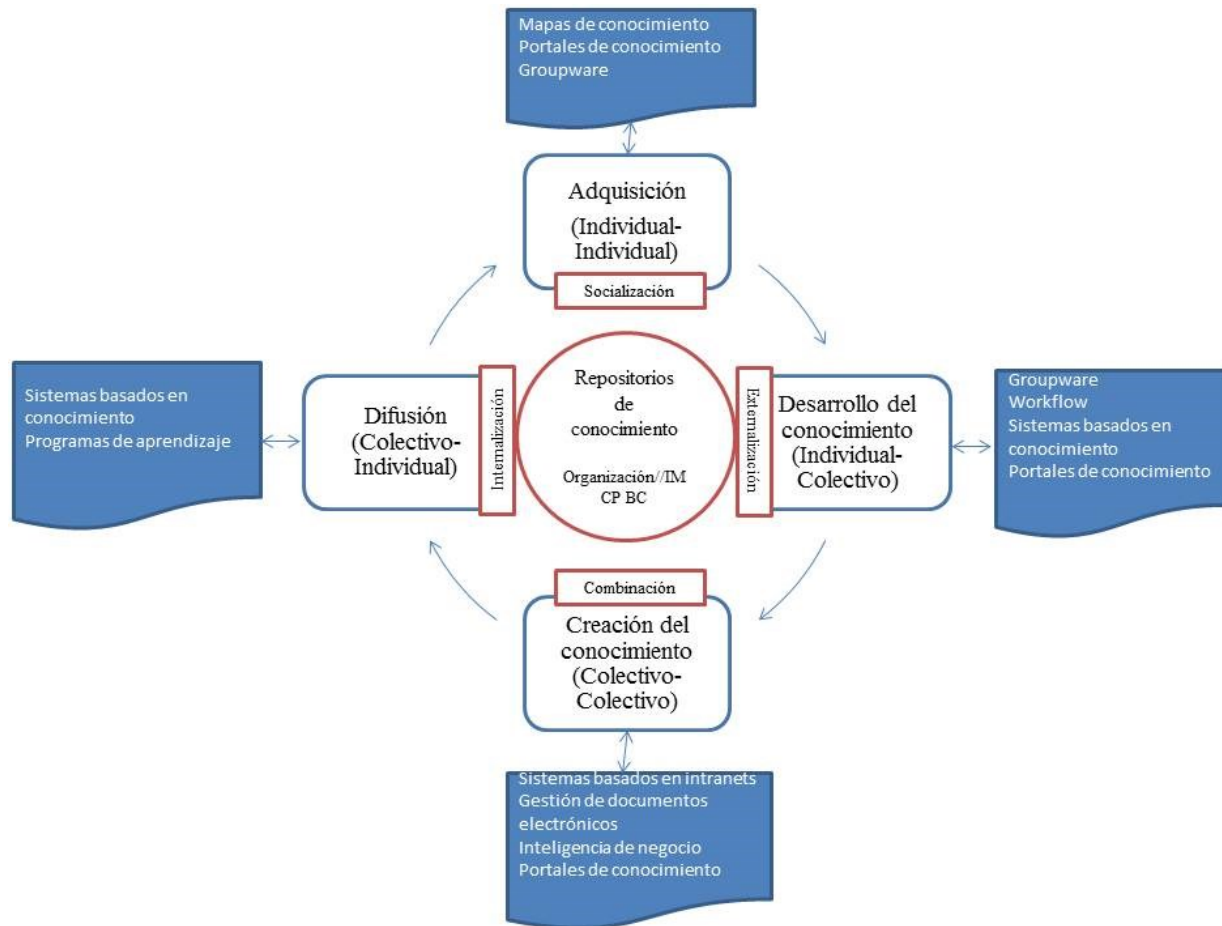 Mapas de conocimiento
Portales de conocimiento
Groupware
Adquisición
(Individual-
Individual)
Socialización
Sistemas basados en
conocimiento
Programas de aprendizaje
Difusión
(Colectivo-
Individual)
Internalización
Repositorios
de
conocimiento
Organización//IM
CP BC
Externalización
Desarrollo del
conocimiento
(Individual-
Colectivo)
Groupware
Workflow
Sistemas basados en
conocimiento
Portales de conocimiento
Combinación
Creación del
conocimiento
(Colectivo-
Colectivo)
Sistemas basados en intranets
Gestión de documentos
electrónicos
Inteligencia de negocio
Portales de conocimiento